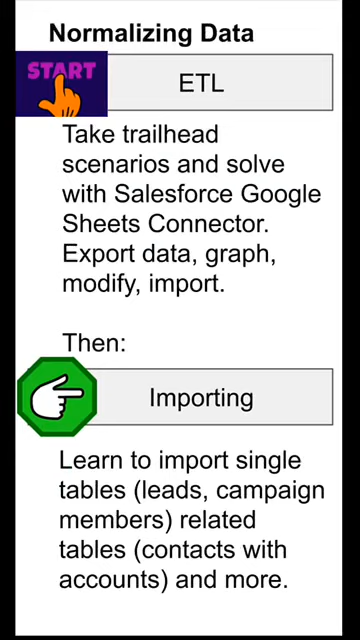 Normalizing Data
START
ETL
Take trailhead
scenarios and solve
with Salesforce Google
Sheets Connector.
Export data, graph,
modify, import.
Then:
Importing
Learn to import single
tables (leads, campaign
members) related
tables (contacts with
accounts) and more.